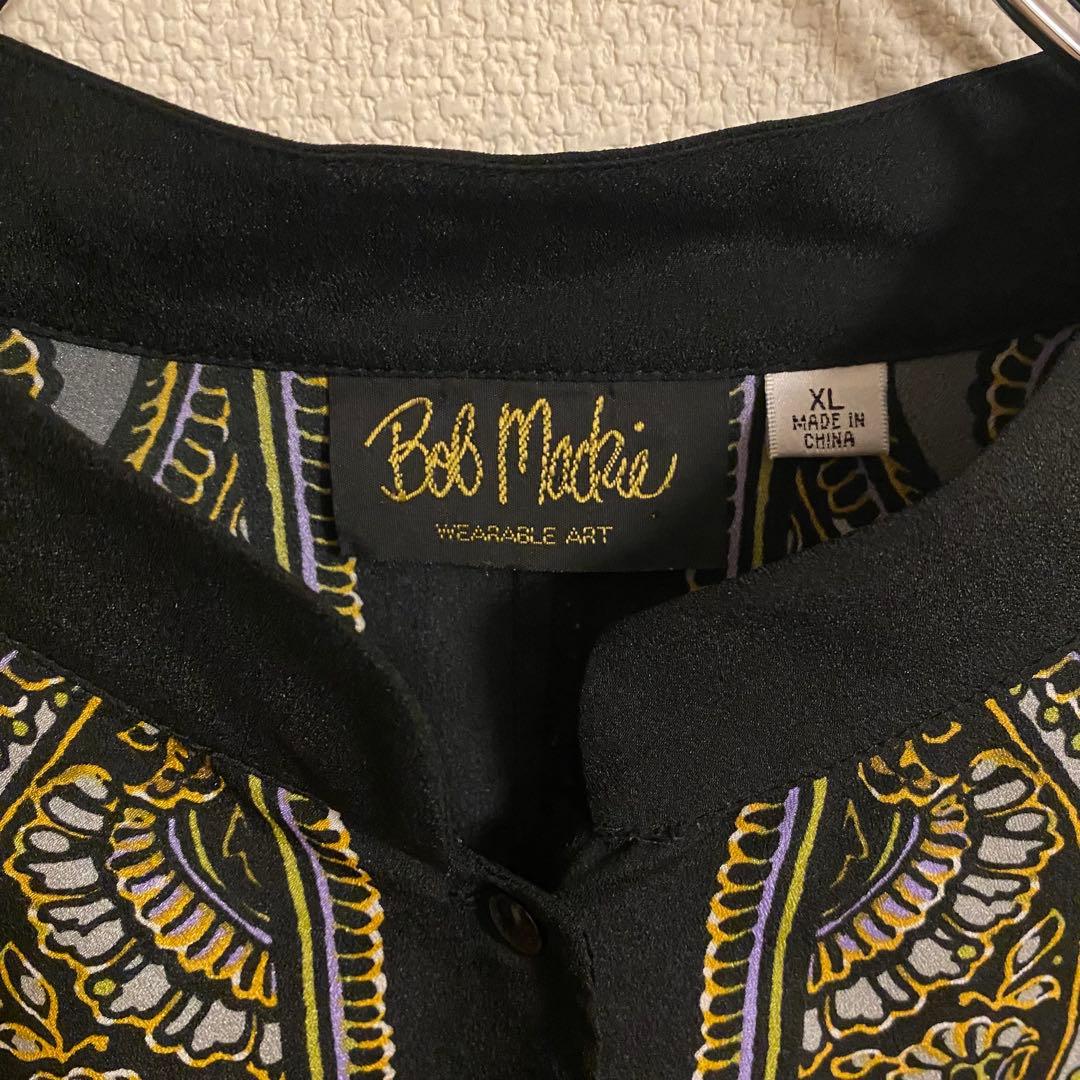 Bob Mackie
WEARABLE ART
XL
MADE IN
CHINA